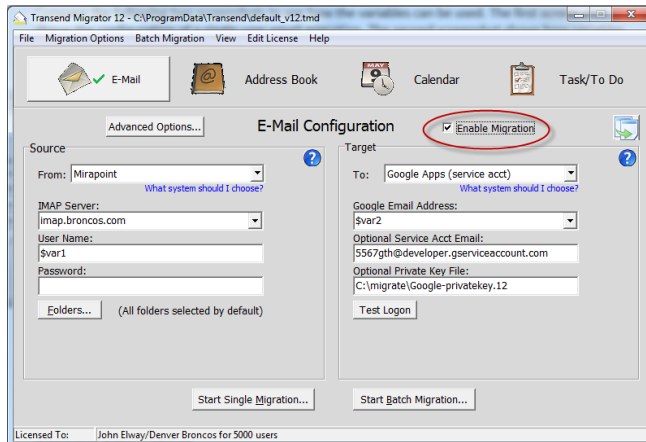 Transend Migrator 12 - C:\ProgramData\Transend\default_v12.tmd
File Migration Options Batch Migration View Edit License Help
E-Mail Address Book MAY 9 Calendar Task/To Do
Advanced Options... E-Mail Configuration Enable Migration
Source Target
From: Mirapoint To: Google Apps (service acct)
What system should I choose? What system should I choose?
IMAP Server: Google Email Address:
imap.broncos.com $var2
User Name: Optional Service Acct Email:
$var1 5567gth@developer.gserviceaccount.com
Password: Optional Private Key File:
C:\migrate\Google-privatekey.12
Folders... (All folders selected by default) Test Logon
Start Single Migration... Start Batch Migration...
Licensed To: John Elway/Denver Broncos for 5000 users